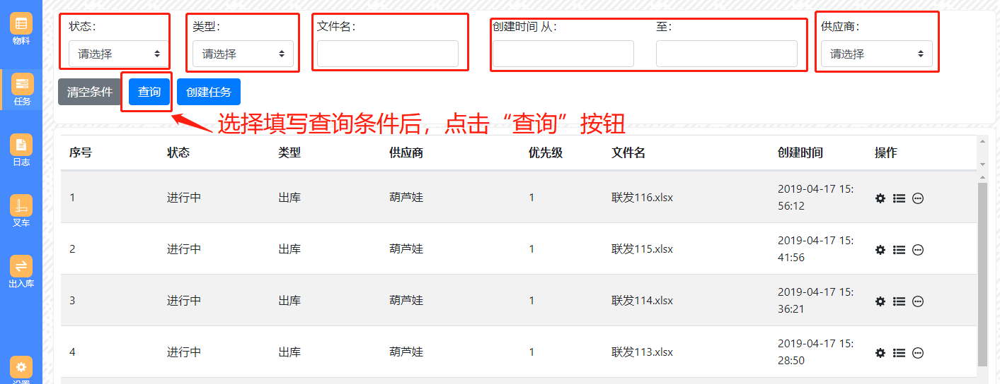 物料
任务
日志
叉车
出入库
状态：
类型：
文件名：
创建时间 从：
至：
供应商：
请选择
请选择
请选择
清空条件
查询
创建任务
选择填写查询条件后，点击“查询”按钮
序号 状态 类型 供应商 优先级 文件名 创建时间 操作
1 进行中 出库 葫芦娃 1 联发116.xlsx 2019-04-17 15:
56:12
2 进行中 出库 葫芦娃 1 联发115.xlsx 2019-04-17 15:
41:56
3 进行中 出库 葫芦娃 1 联发114.xlsx 2019-04-17 15:
36:21
4 进行中 出库 葫芦娃 1 联发113.xlsx 2019-04-17 15:
28:50